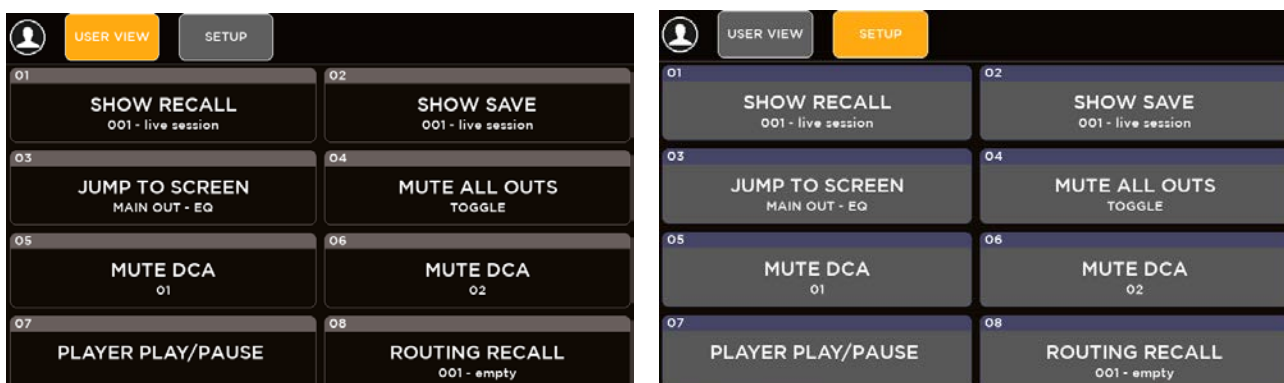 USER VIEW SETUP
01 02
SHOW RECALL SHOW SAVE
001 - live session 001 - live session
03 04
JUMP TO SCREEN MUTE ALL OUTS
MAIN OUT - EQ TOGGLE
05 06
MUTE DCA MUTE DCA
01 02
07 08
PLAYER PLAY/PAUSE ROUTING RECALL
001 - empty
USER VIEW SETUP
01 02
SHOW RECALL SHOW SAVE
001 - live session 001 - live session
03 04
JUMP TO SCREEN MUTE ALL OUTS
MAIN OUT - EQ TOGGLE
05 06
MUTE DCA MUTE DCA
01 02
07 08
PLAYER PLAY/PAUSE ROUTING RECALL
001 - empty